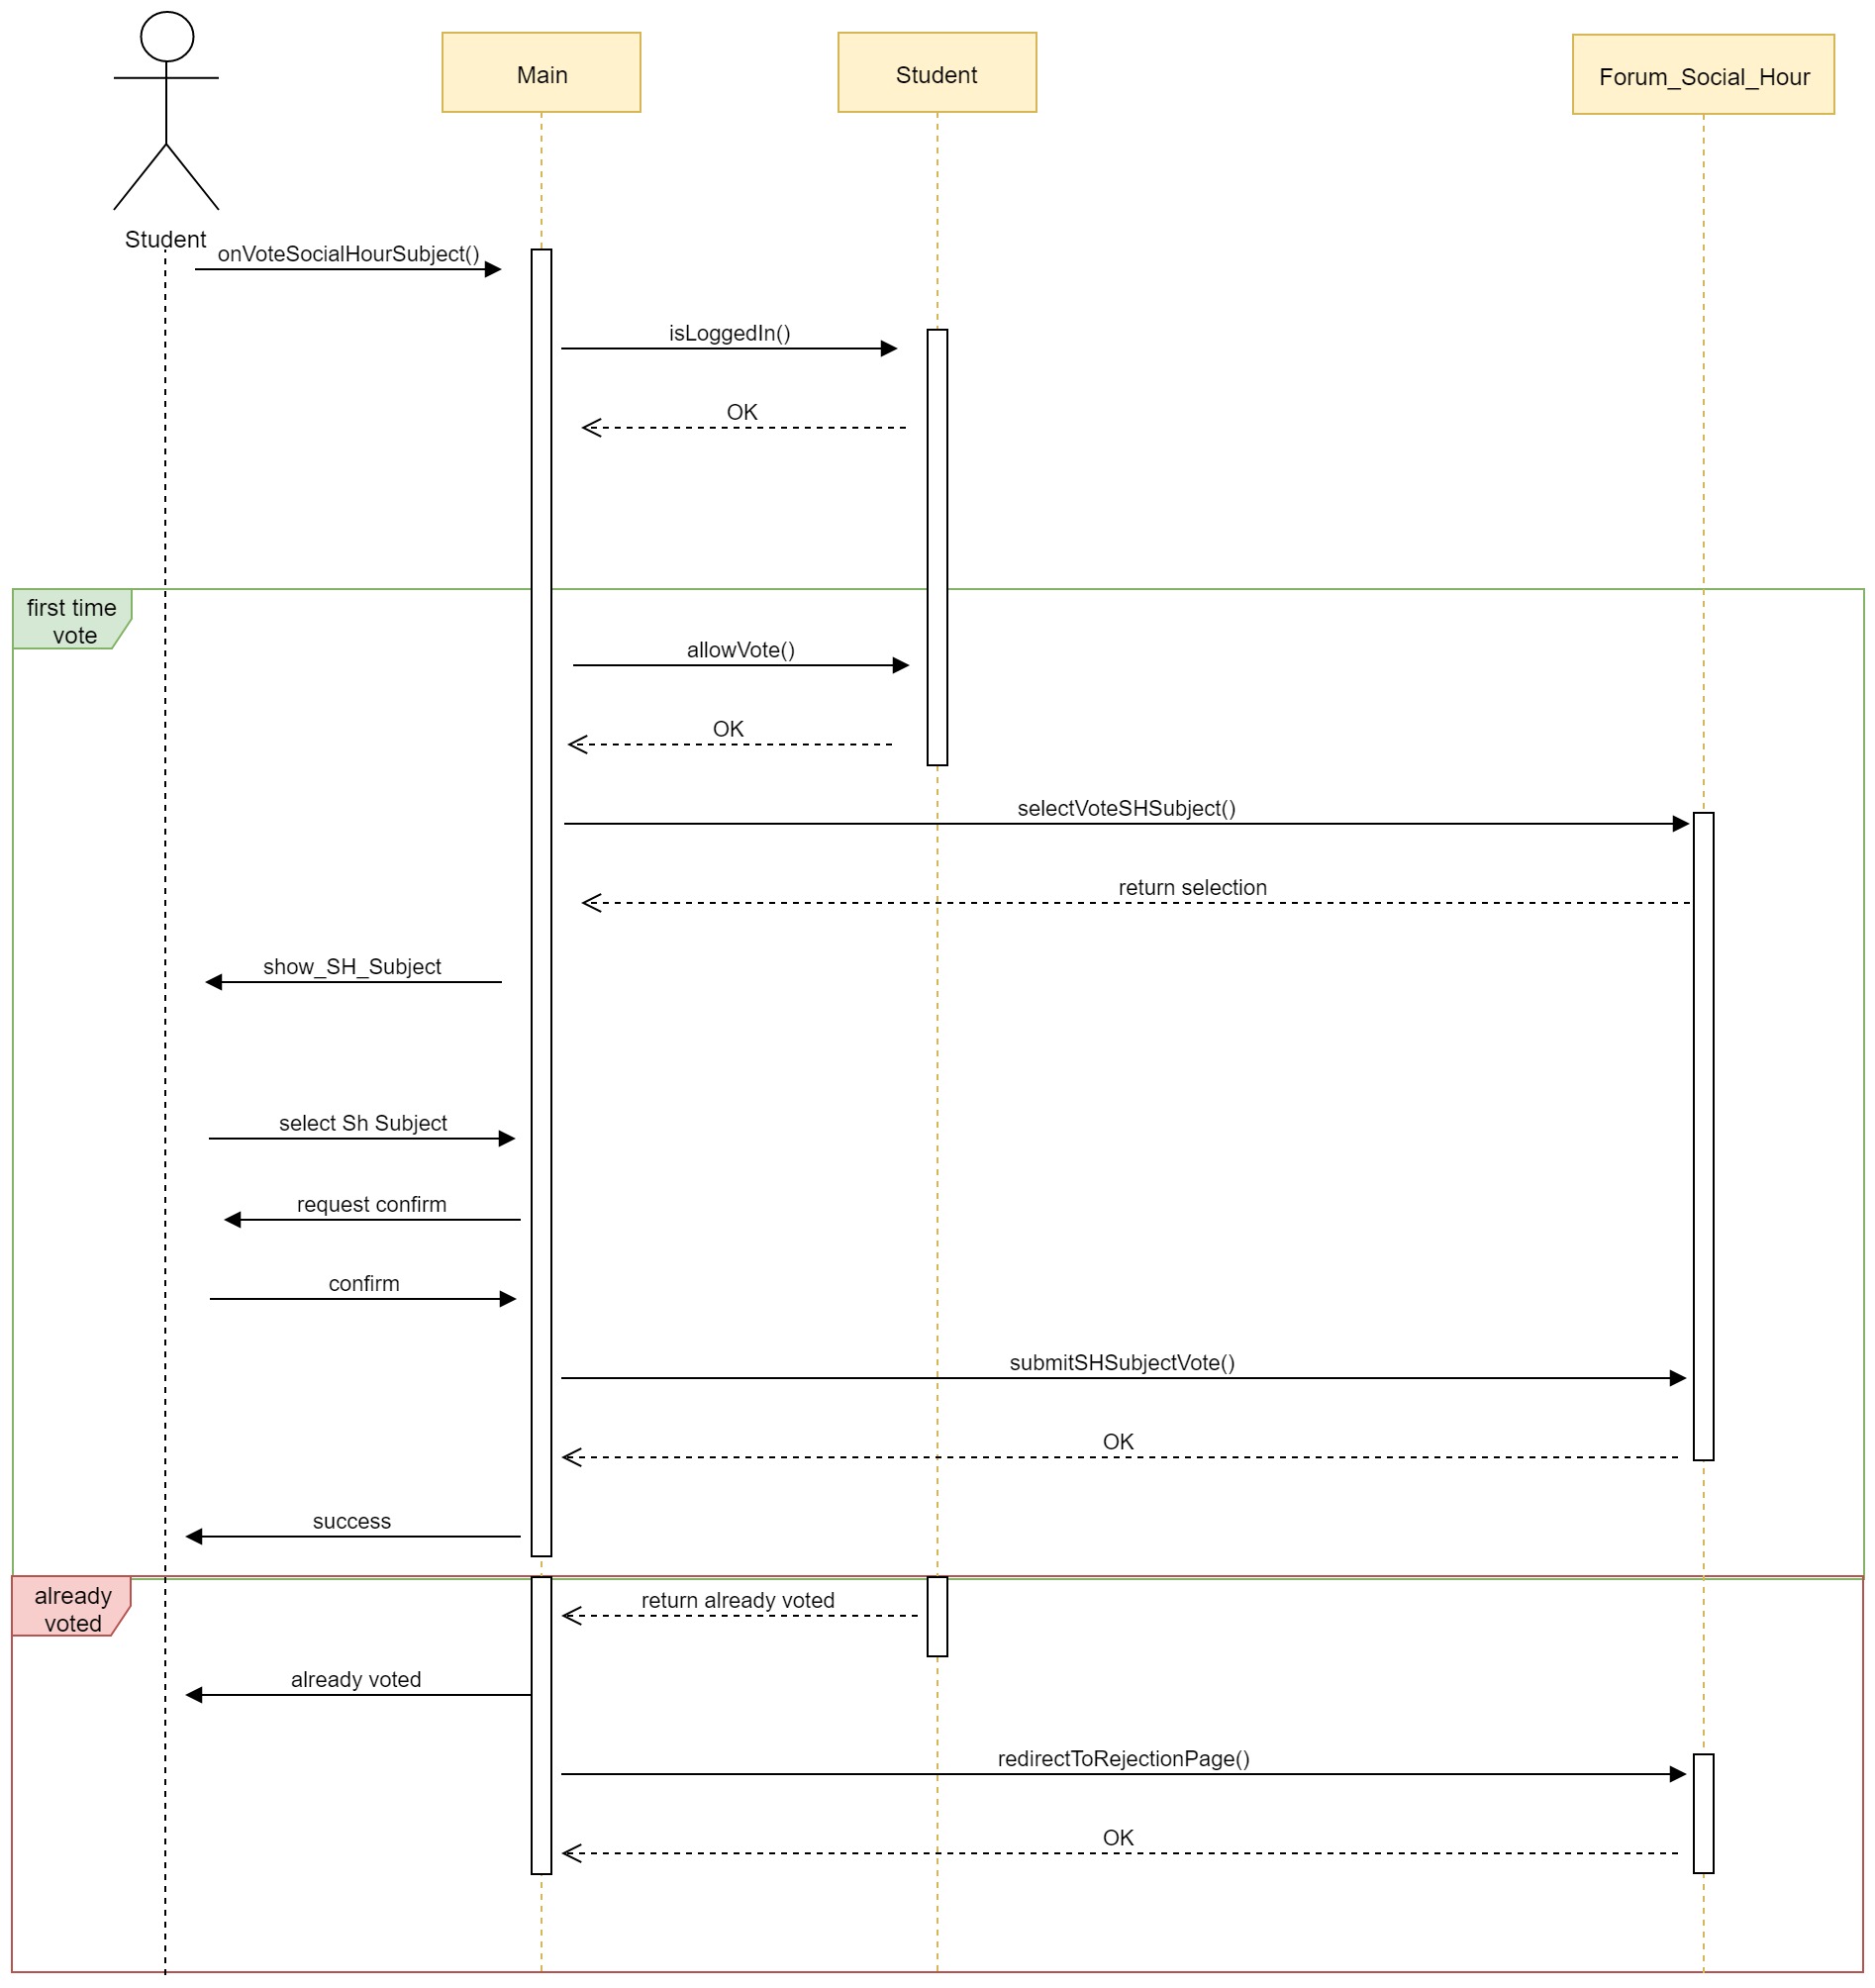 Main
Student
Forum_Social_Hour
Student
onVoteSocialHourSubject()
isLoggedIn()
OK
first time
vote
allowVote()
OK
selectVoteSHSubject()
return selection
show_SH_Subject
select Sh Subject
request confirm
confirm
submitSHSubjectVote()
OK
success
already
voted
return already voted
already voted
redirectToRejectionPage()
OK